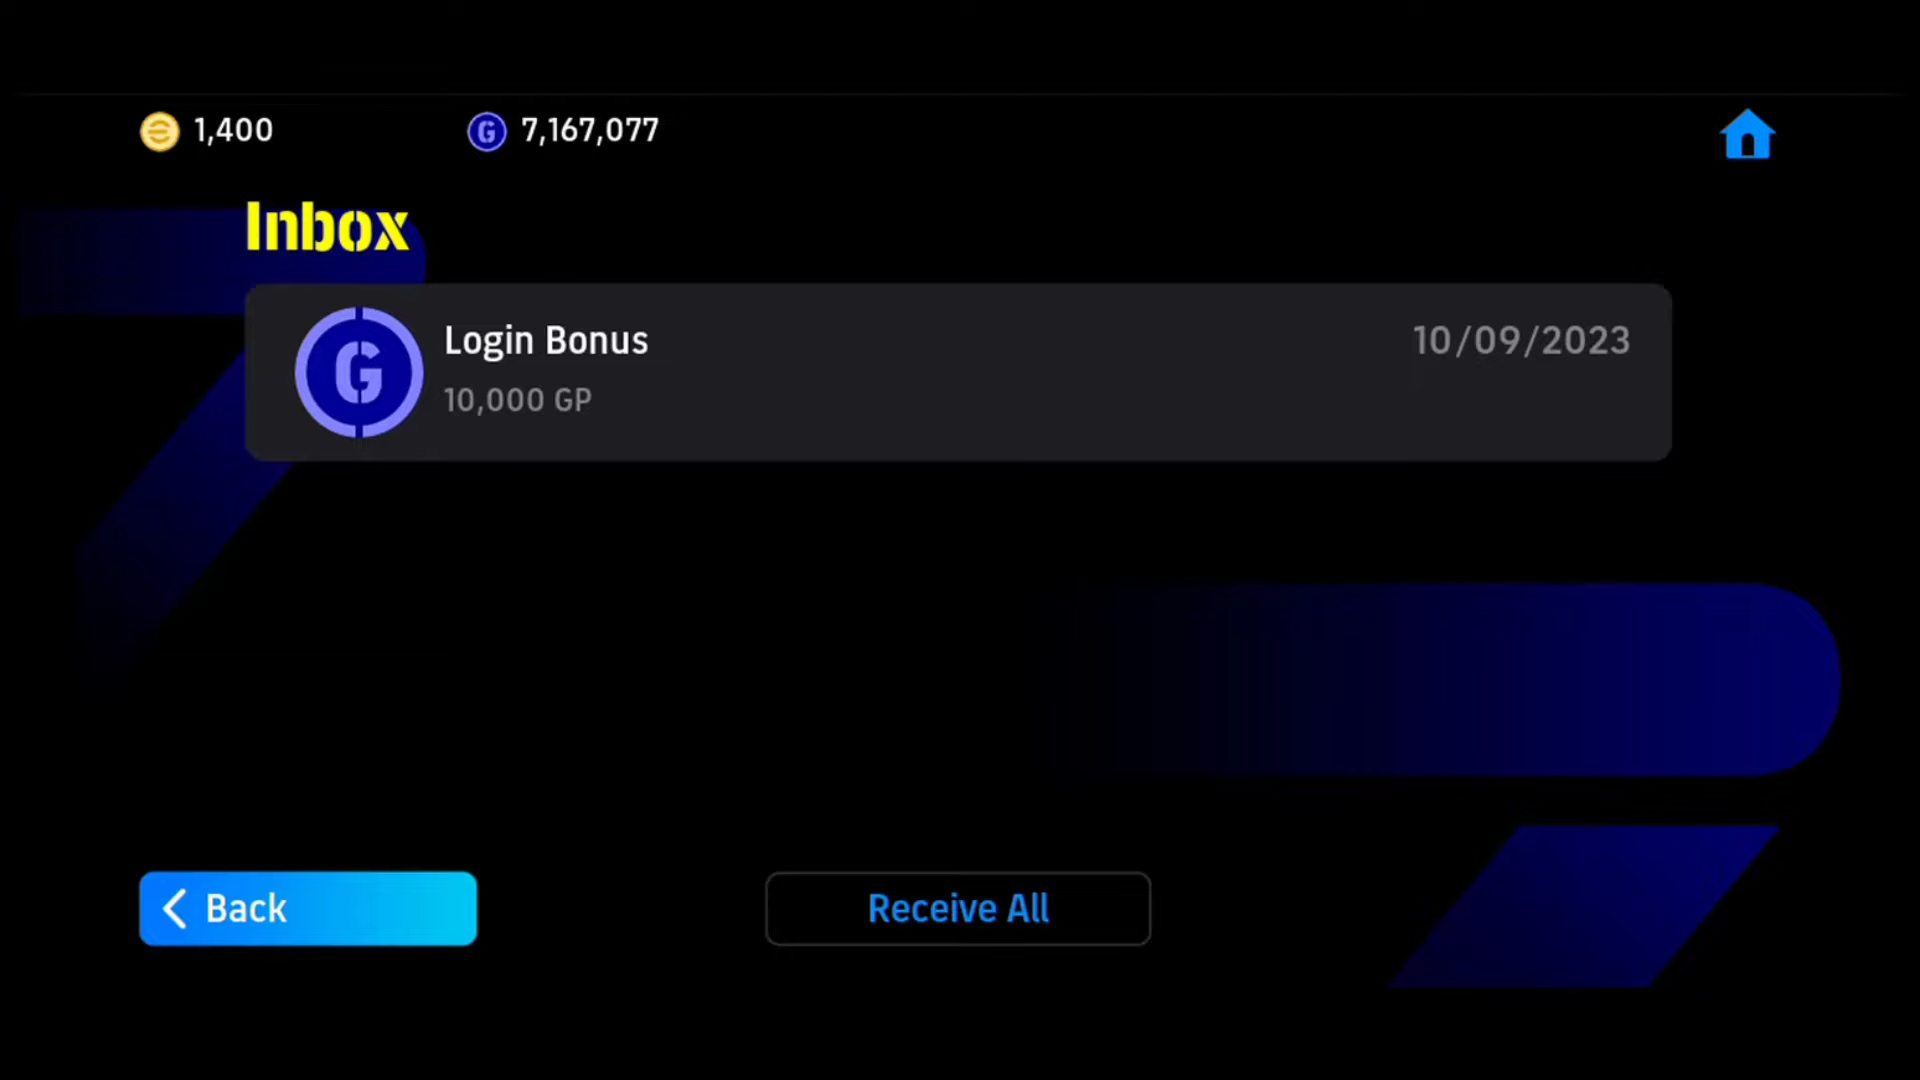 1,400
G 7,167,077
Inbox
G
Login Bonus
10/09/2023
10,000 GP
Back
Receive All